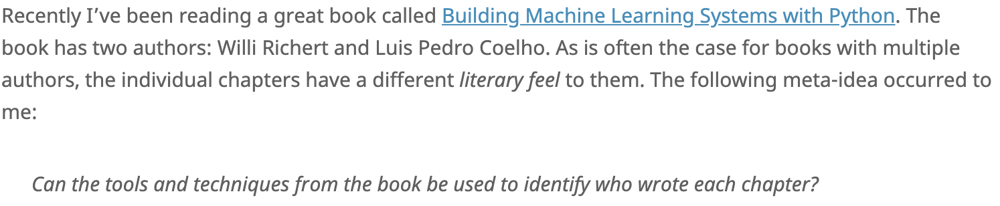 Recently I’ve been reading a great book called Building Machine Learning Systems with Python. The
book has two authors: Willi Richert and Luis Pedro Coelho. As is often the case for books with multiple
authors, the individual chapters have a different literary feel to them. The following meta-idea occurred to
me:
Can the tools and techniques from the book be used to identify who wrote each chapter?